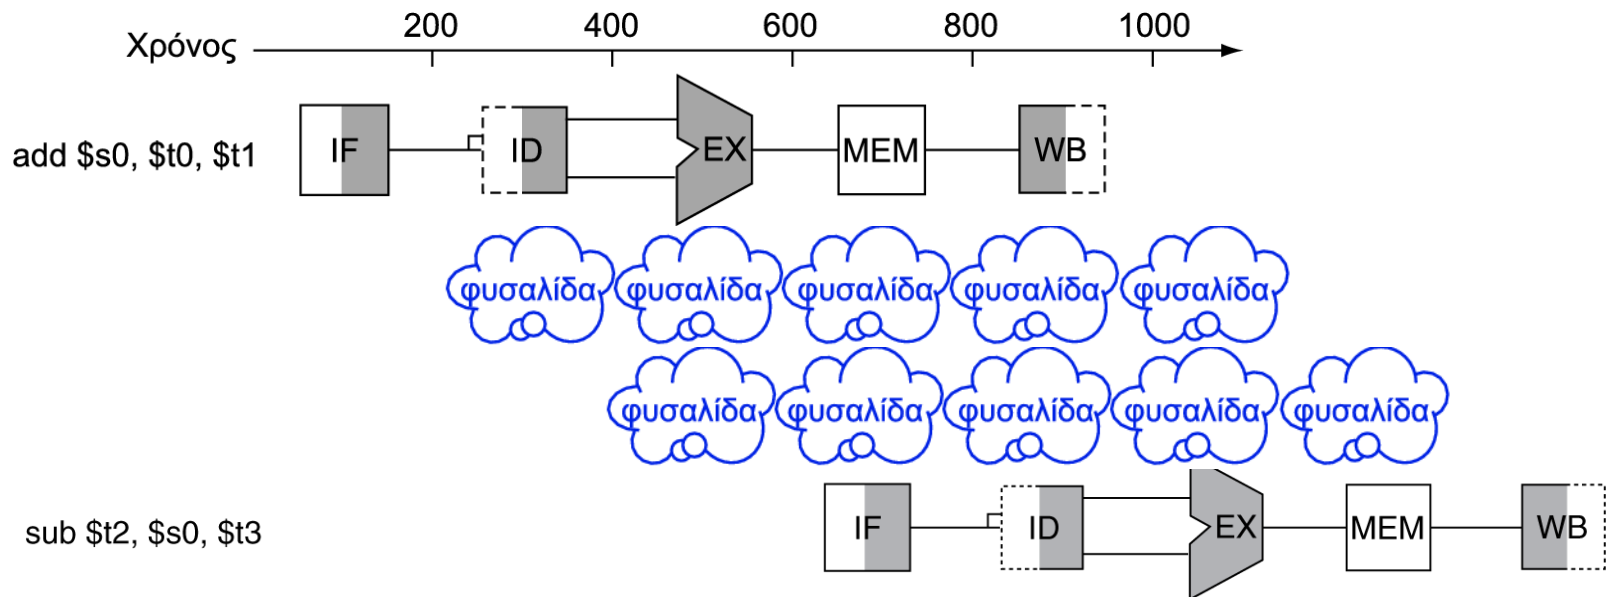 200 400 600 800 1000
Χρόνος
add $s0, $t0, $t1 IF ID EX MEM WB
φυσαλίδα φυσαλίδα φυσαλίδα φυσαλίδα φυσαλίδα
φυσαλίδα φυσαλίδα φυσαλίδα φυσαλίδα φυσαλίδα
sub $t2, $s0, $t3 IF ID EX MEM WB